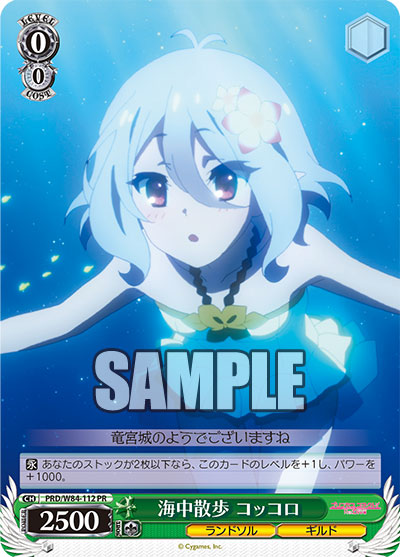 LEVEL
0
0
COST
SAMPLE
竜宮城のようでございますね
永 あなたのストックが2枚以下なら、このカードのレベルを+1し、パワーを
+1000。
CH PRD/W84-112 PR
POWER
2500
SOUL
海中散歩 コッコロ
ランドソル
ギルド
© Cygames, Inc.